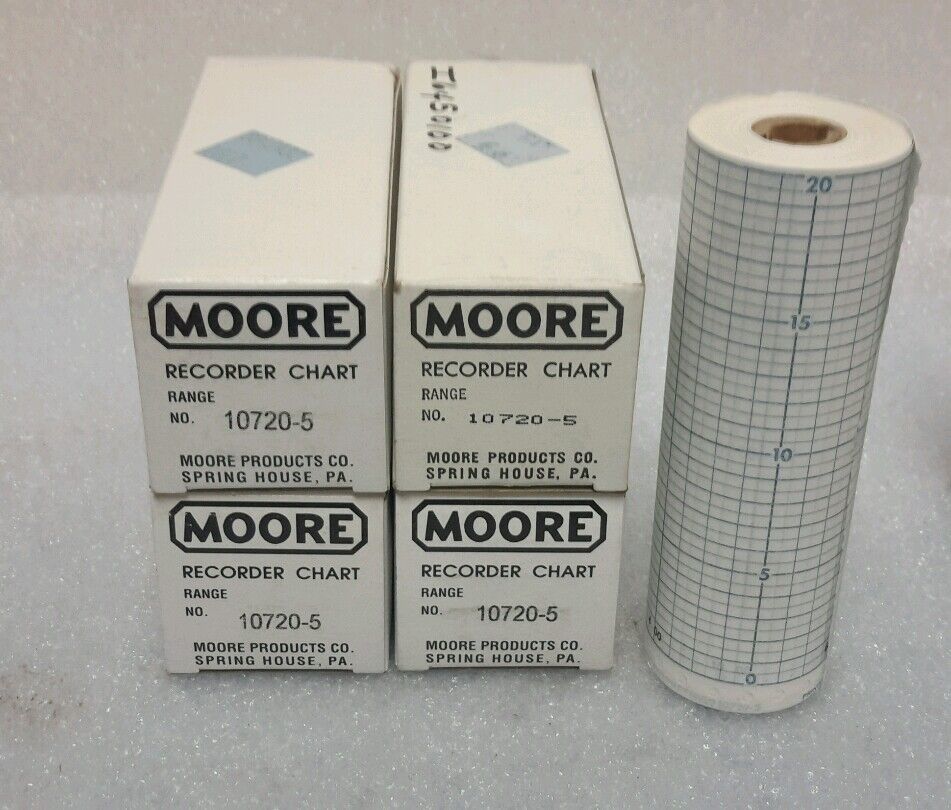 MOORE
RECORDER CHART
RANGE
NO. 10720-5
MOORE PRODUCTS CO.
SPRING HOUSE, PA.
MOORE
RECORDER CHART
RANGE
NO. 10720-5
MOORE PRODUCTS CO.
SPRING HOUSE, PA.
MOORE
RECORDER CHART
RANGE
NO. 10720-5
MOORE PRODUCTS CO.
SPRING HOUSE, PA.
MOORE
RECORDER CHART
RANGE
NO. 10720-5
MOORE PRODUCTS CO.
SPRING HOUSE, PA.
20
15
10
5
0